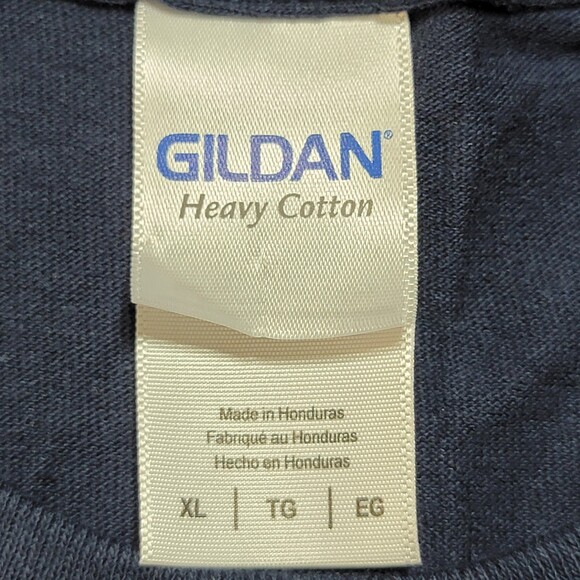 GILDAN®
Heavy Cotton
Made in Honduras
Fabriqué au Honduras
Hecho en Honduras
XL | TG | EG